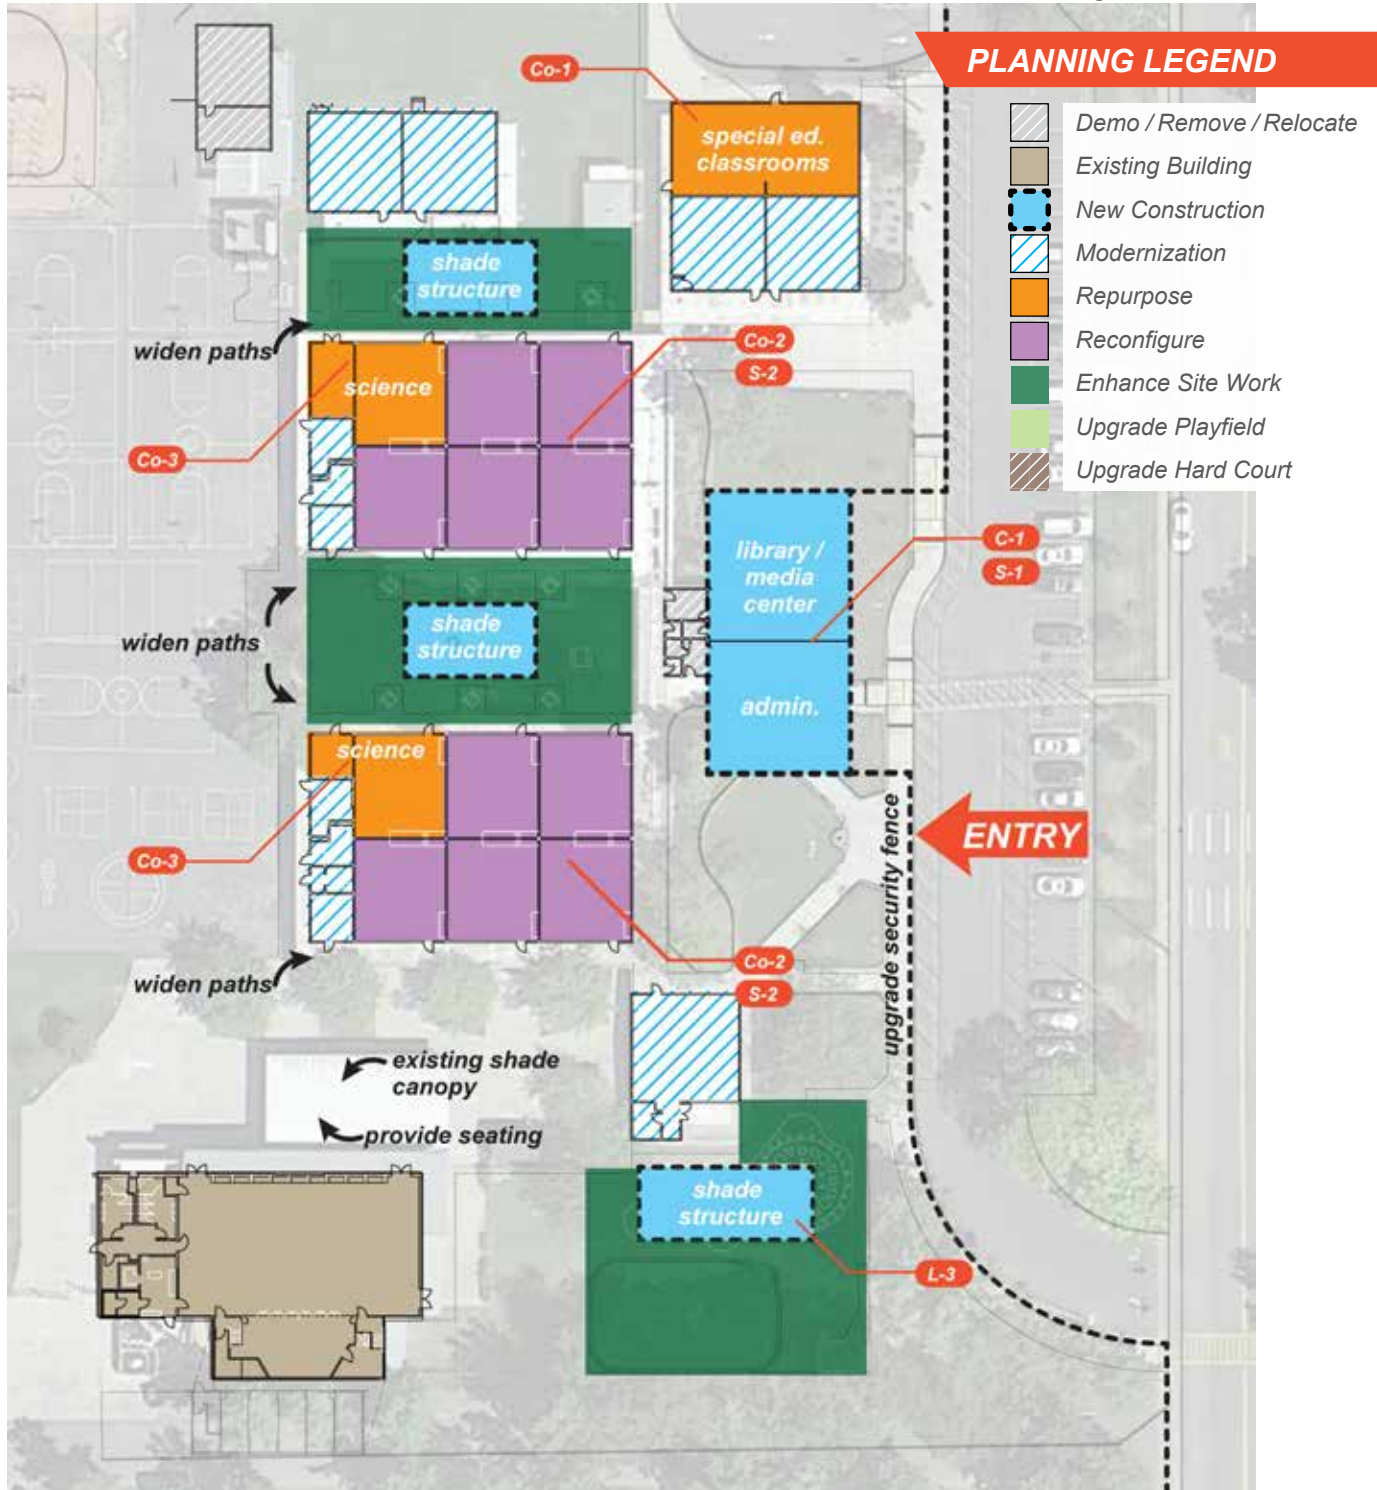 PLANNING LEGEND
Demo / Remove / Relocate
Existing Building
New Construction
Modernization
Repurpose
Reconfigure
Enhance Site Work
Upgrade Playfield
Upgrade Hard Court
Co-1
special ed.
classrooms
shade
structure
widen paths
Co-2
S-2
science
Co-3
library /
media
center
C-1
S-1
shade
structure
widen paths
admin.
science
ENTRY
upgrade security fence
Co-3
Co-2
S-2
widen paths
existing shade
canopy
provide seating
shade
structure
L-3